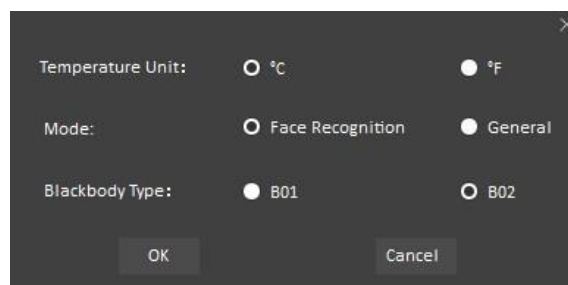 Temperature Unit: °C °F
Mode: Face Recognition General
Blackbody Type: B01 B02
OK Cancel